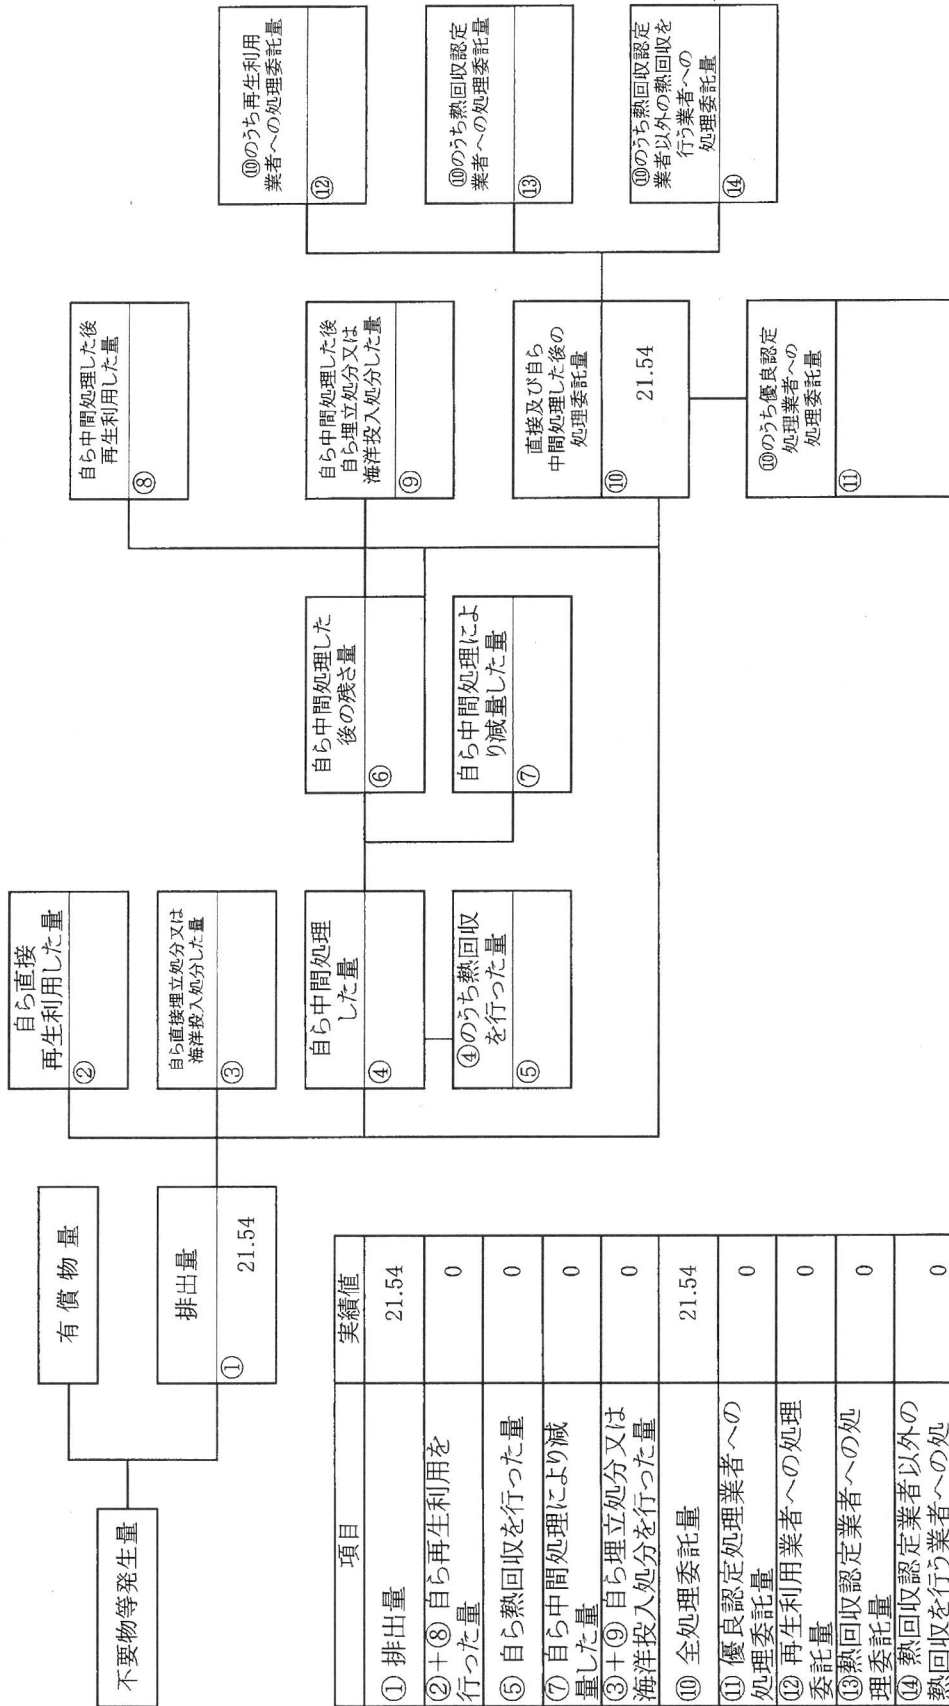 不要物等発生量
有償物量
排出量
①
21.54
自ら直接
再生利用した量
②
自ら直接埋立処分又は
海洋投入処分した量
③
自ら中間処理
した量
④
④のうち熱回収
を行った量
⑤
自ら中間処理した
後の残さ量
⑥
自ら中間処理によ
り減量した量
⑦
自ら中間処理した後
再生利用した量
⑧
自ら中間処理した後
自ら埋立処分又は
海洋投入処分した量
⑨
直接及び自ら
中間処理した後の
処理委託量
⑩
21.54
⑩のうち優良認定
処理業者への
処理委託量
⑪
⑩のうち再生利用
業者への処理委託量
⑫
⑩のうち熱回収認定
業者への処理委託量
⑬
⑩のうち熱回収認定
業者以外の熱回収を
行う業者への
処理委託量
⑭
項目 実績値
① 排出量 21.54
②+⑧ 自ら再生利用を
行った量 0
⑤ 自ら熱回収を行った量 0
⑦ 自ら中間処理により減
量した量 0
③+⑨ 自ら埋立処分又は
海洋投入処分を行った量 0
⑩ 全処理委託量 21.54
⑪ 優良認定処理業者への
処理委託量 0
⑫ 再生利用業者への処理
委託量 0
⑬熱回収認定業者への処
理委託量 0
⑭ 熱回収認定業者以外の
熱回収を行う業者への処 0